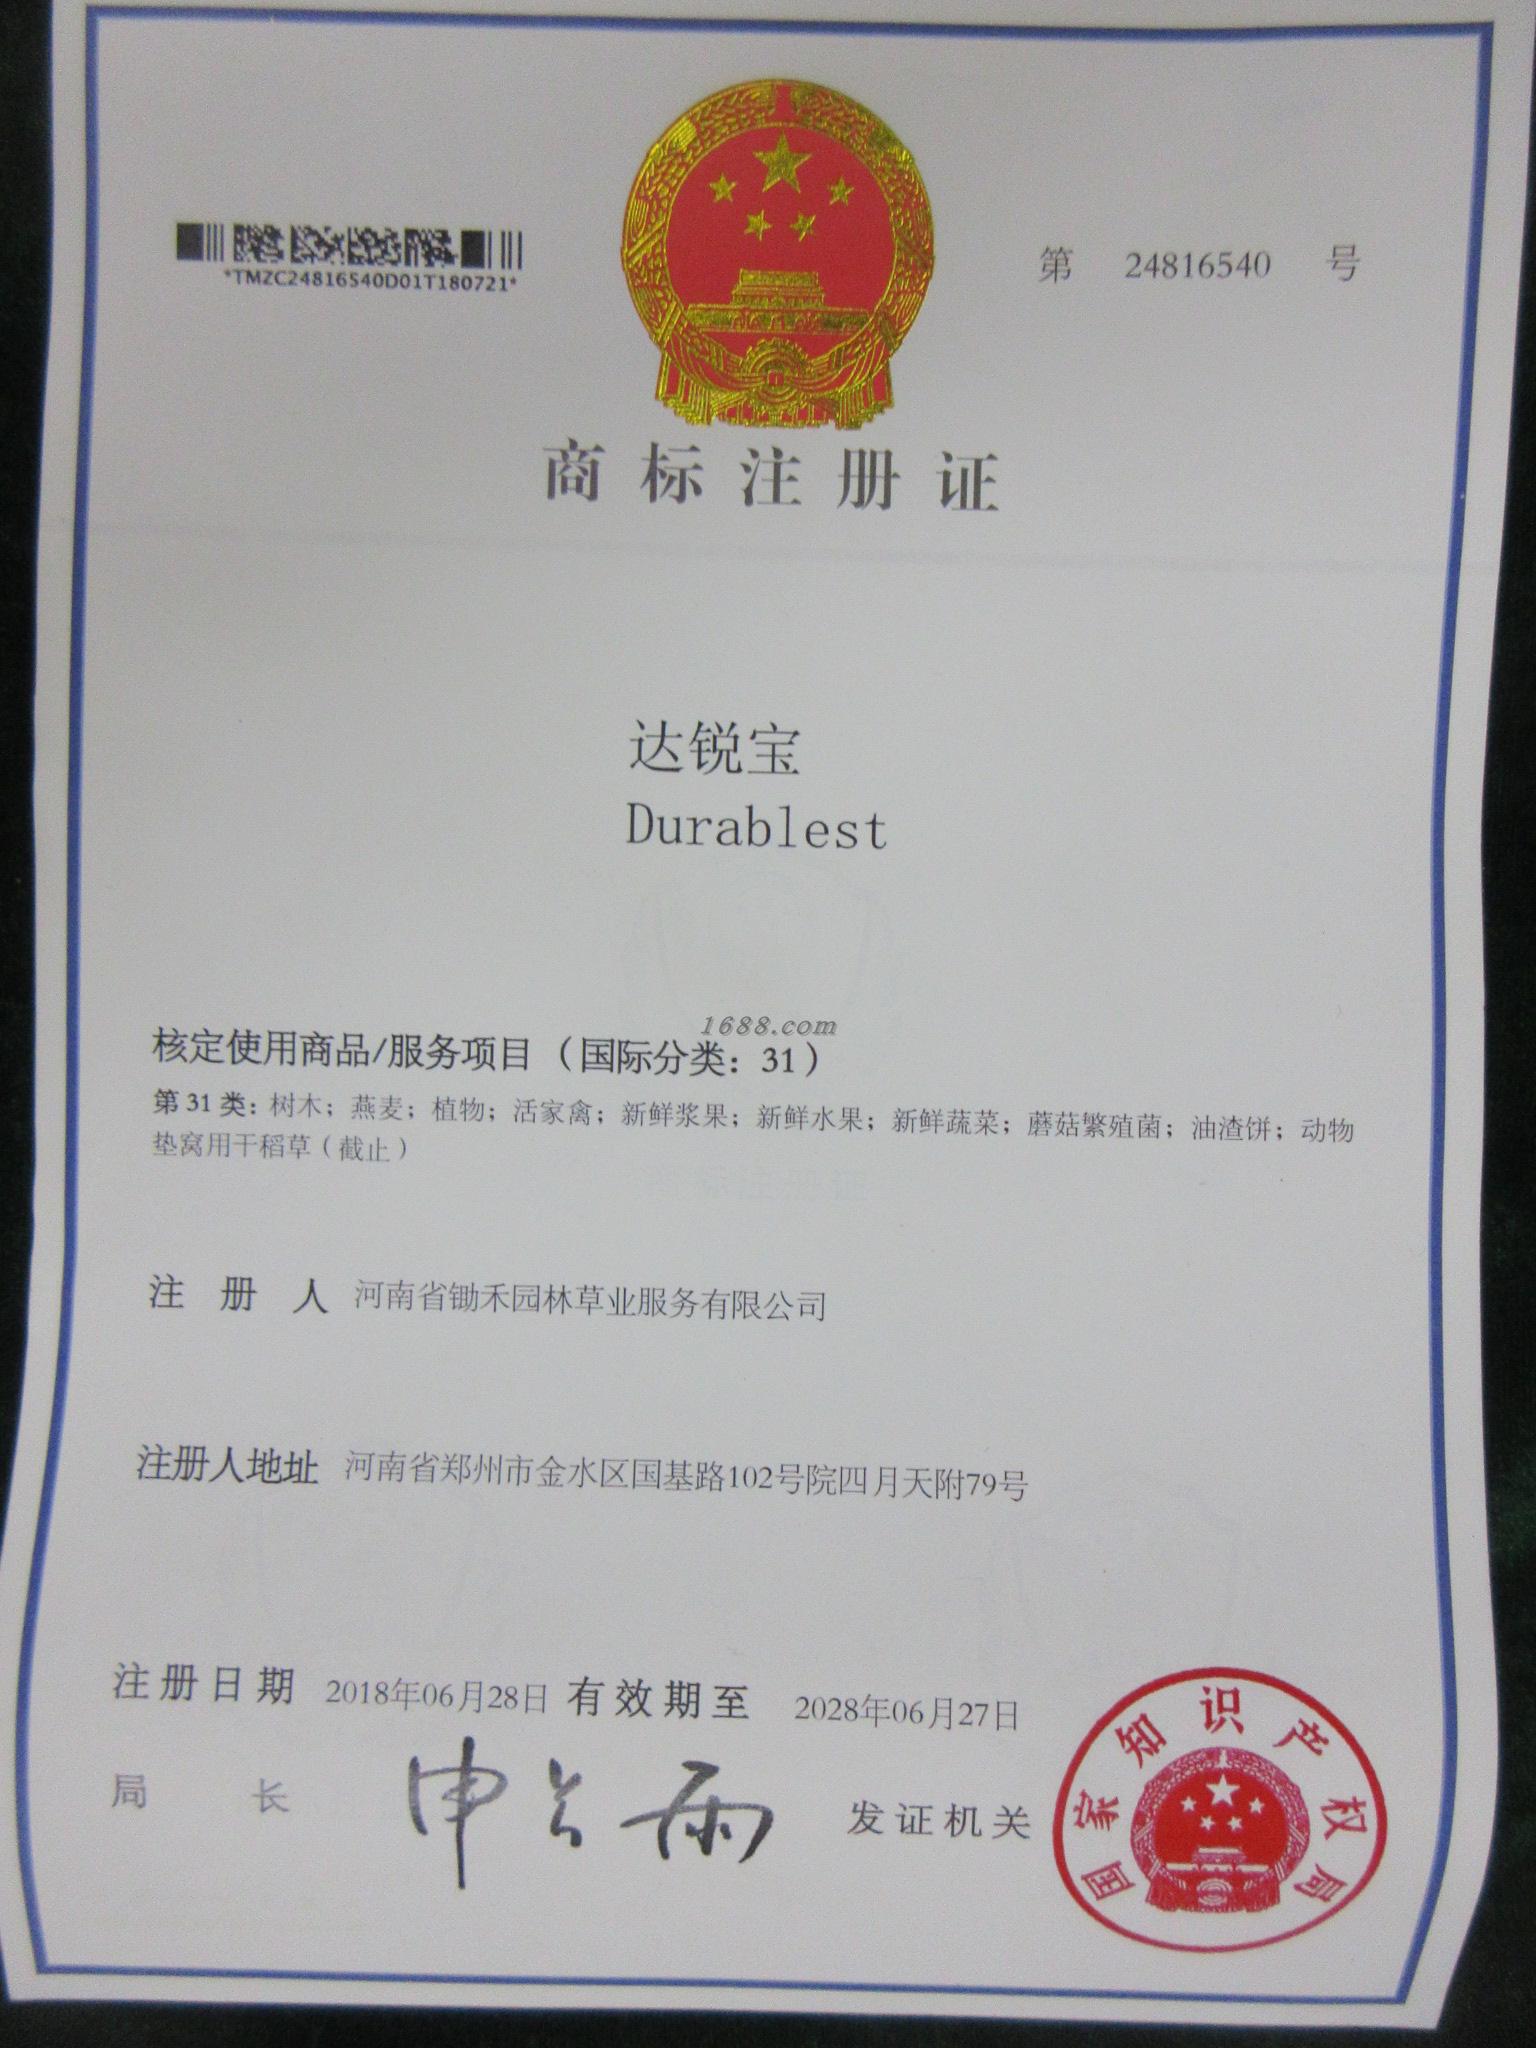 *TMZC24816540D01T180721*
第 24816540 号
商标注册证
达锐宝
Durablest
1688.com
核定使用商品/服务项目（国际分类：31）
第31类：树木；燕麦；植物；活家禽；新鲜浆果；新鲜水果；新鲜蔬菜；蘑菇繁殖菌；油渣饼；动物
垫窝用干稻草（截止）
注册人 河南省锄禾园林草业服务有限公司
注册人地址 河南省郑州市金水区国基路102号院四月天附79号
注册日期 2018年06月28日 有效期至 2028年06月27日
局长 申长雨 发证机关
国家知识产权局